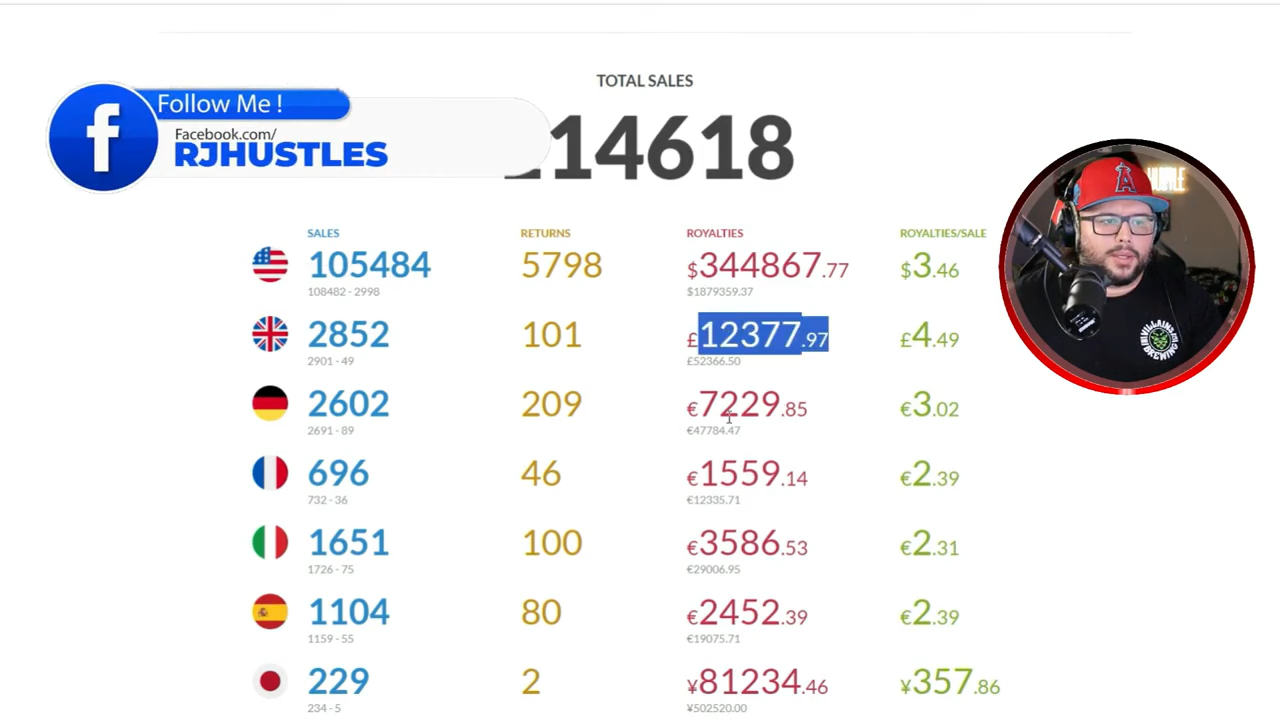 TOTAL SALES
Follow Me !
Facebook.com/
RJHUSTLES
114618
SALES RETURNS ROYALTIES ROYALTIES/SALE
105484 5798 $344867.77 $3.46
108482 - 2998 $1879359.37
2852 101 £12377.97 £4.49
2901 - 49 £52366.50
2602 209 €7229.85 €3.02
2691 - 89 €47784.47
696 46 €1559.14 €2.39
732 - 36 €12335.71
1651 100 €3586.53 €2.31
1726 - 75 €29006.95
1104 80 €2452.39 €2.39
1159 - 55 €19075.71
229 2 ¥81234.46 ¥357.86
234 - 5 ¥502520.00
A
VILLAINS
BREWING